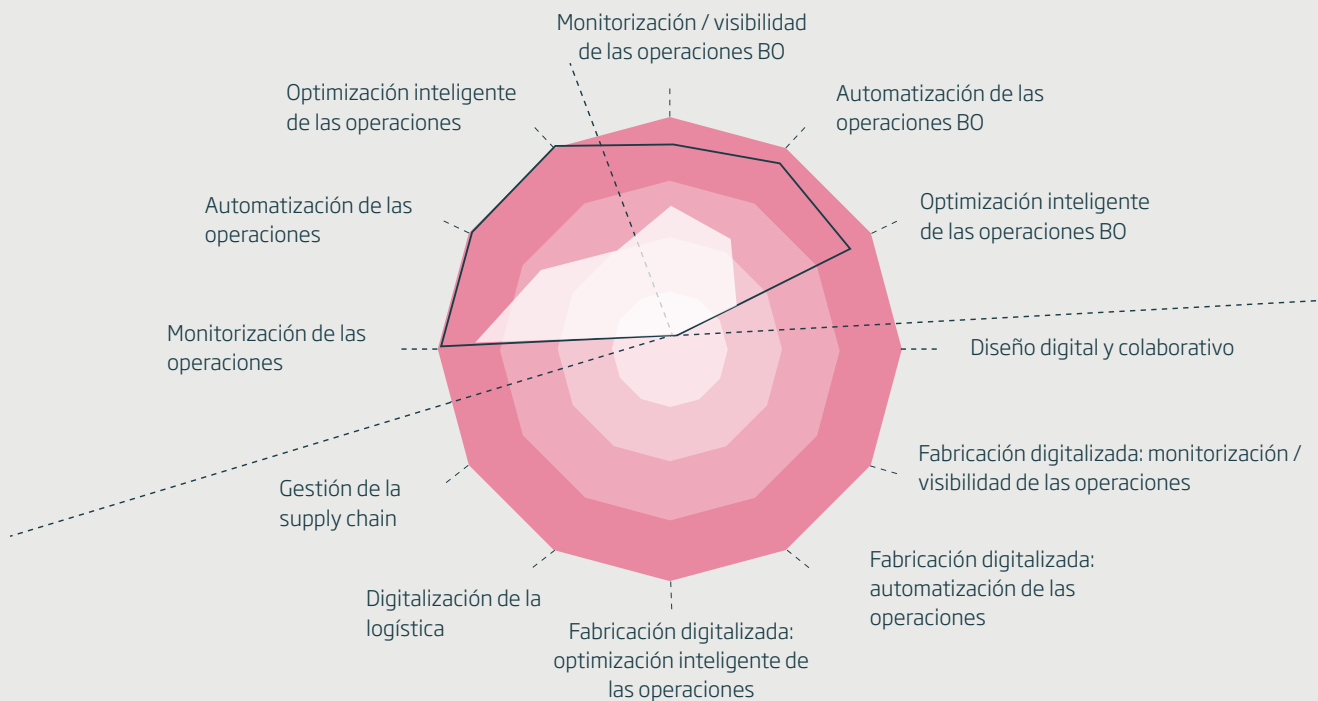 Monitorización / visibilidad
de las operaciones BO
Automatización de las
operaciones BO
Optimización inteligente
de las operaciones BO
Diseño digital y colaborativo
Fabricación digitalizada: monitorización /
visibilidad de las operaciones
Fabricación digitalizada:
automatización de las
operaciones
Fabricación digitalizada:
optimización inteligente de
las operaciones
Digitalización de la
logística
Gestión de la
supply chain
Monitorización de las
operaciones
Automatización de las
operaciones
Optimización inteligente
de las operaciones